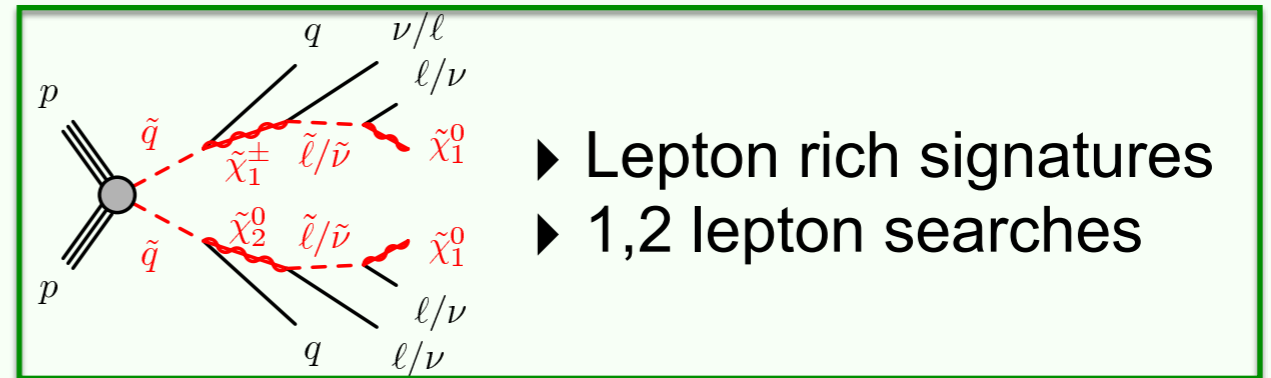 q ν/ℓ
ℓ/ν
p
q̃
χ̃₁± ℓ̃/ν̃ χ̃₁⁰
▸ Lepton rich signatures
▸ 1,2 lepton searches
χ̃₂⁰ ℓ̃/ν̃ χ̃₁⁰
q̃
p
ℓ/ν
q ℓ/ν